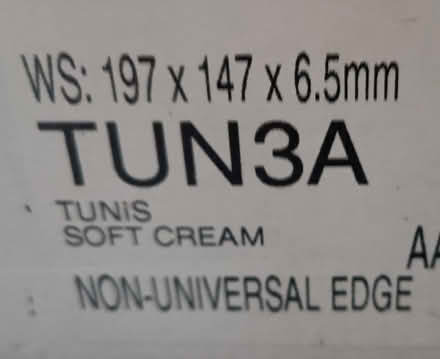 WS: 197 x 147 x 6.5mm
TUN3A
TUNiS
SOFT CREAM
AA
NON-UNIVERSAL EDGE